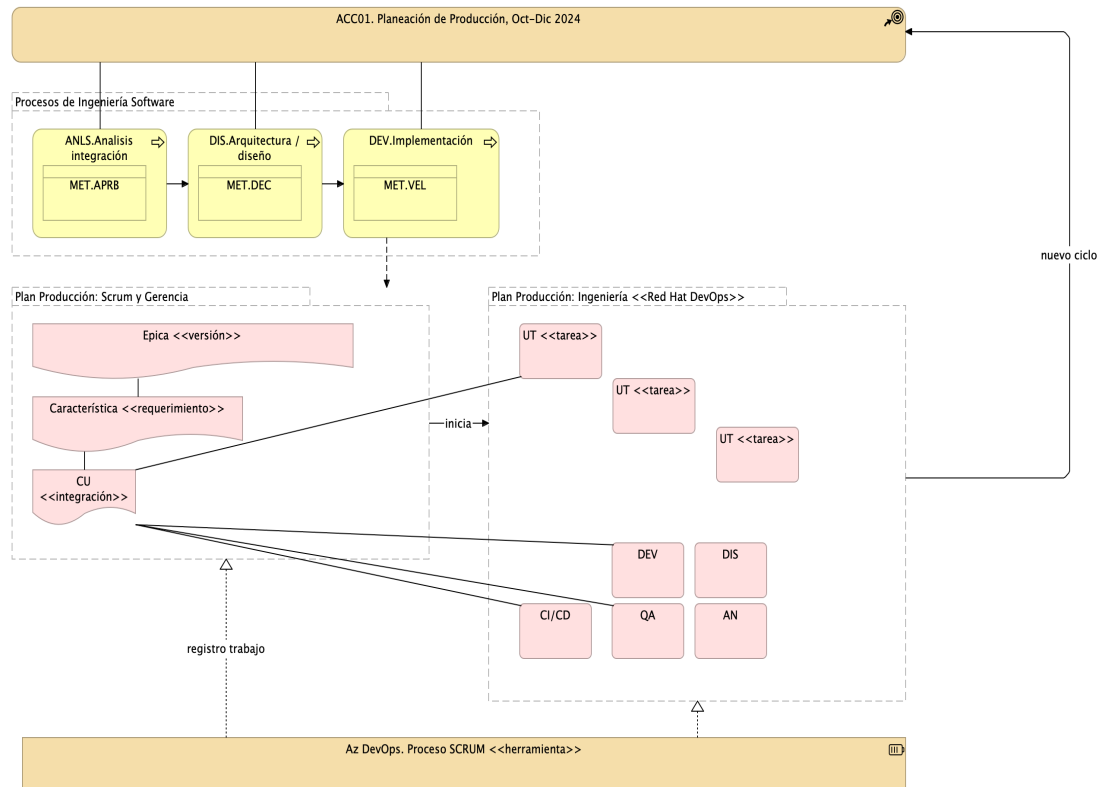 ACC01. Planeación de Producción, Oct-Dic 2024
Procesos de Ingeniería Software
ANLS.Analisis
integración
MET.APRB
DIS.Arquitectura /
diseño
MET.DEC
DEV.Implementación
MET.VEL
nuevo ciclo
Plan Producción: Scrum y Gerencia
Epica <<versión>>
Característica <<requerimiento>>
CU
<<integración>>
inicia
Plan Producción: Ingeniería <<Red Hat DevOps>>
UT <<tarea>>
UT <<tarea>>
UT <<tarea>>
DEV
DIS
CI/CD
QA
AN
registro trabajo
Az DevOps. Proceso SCRUM <<herramienta>>